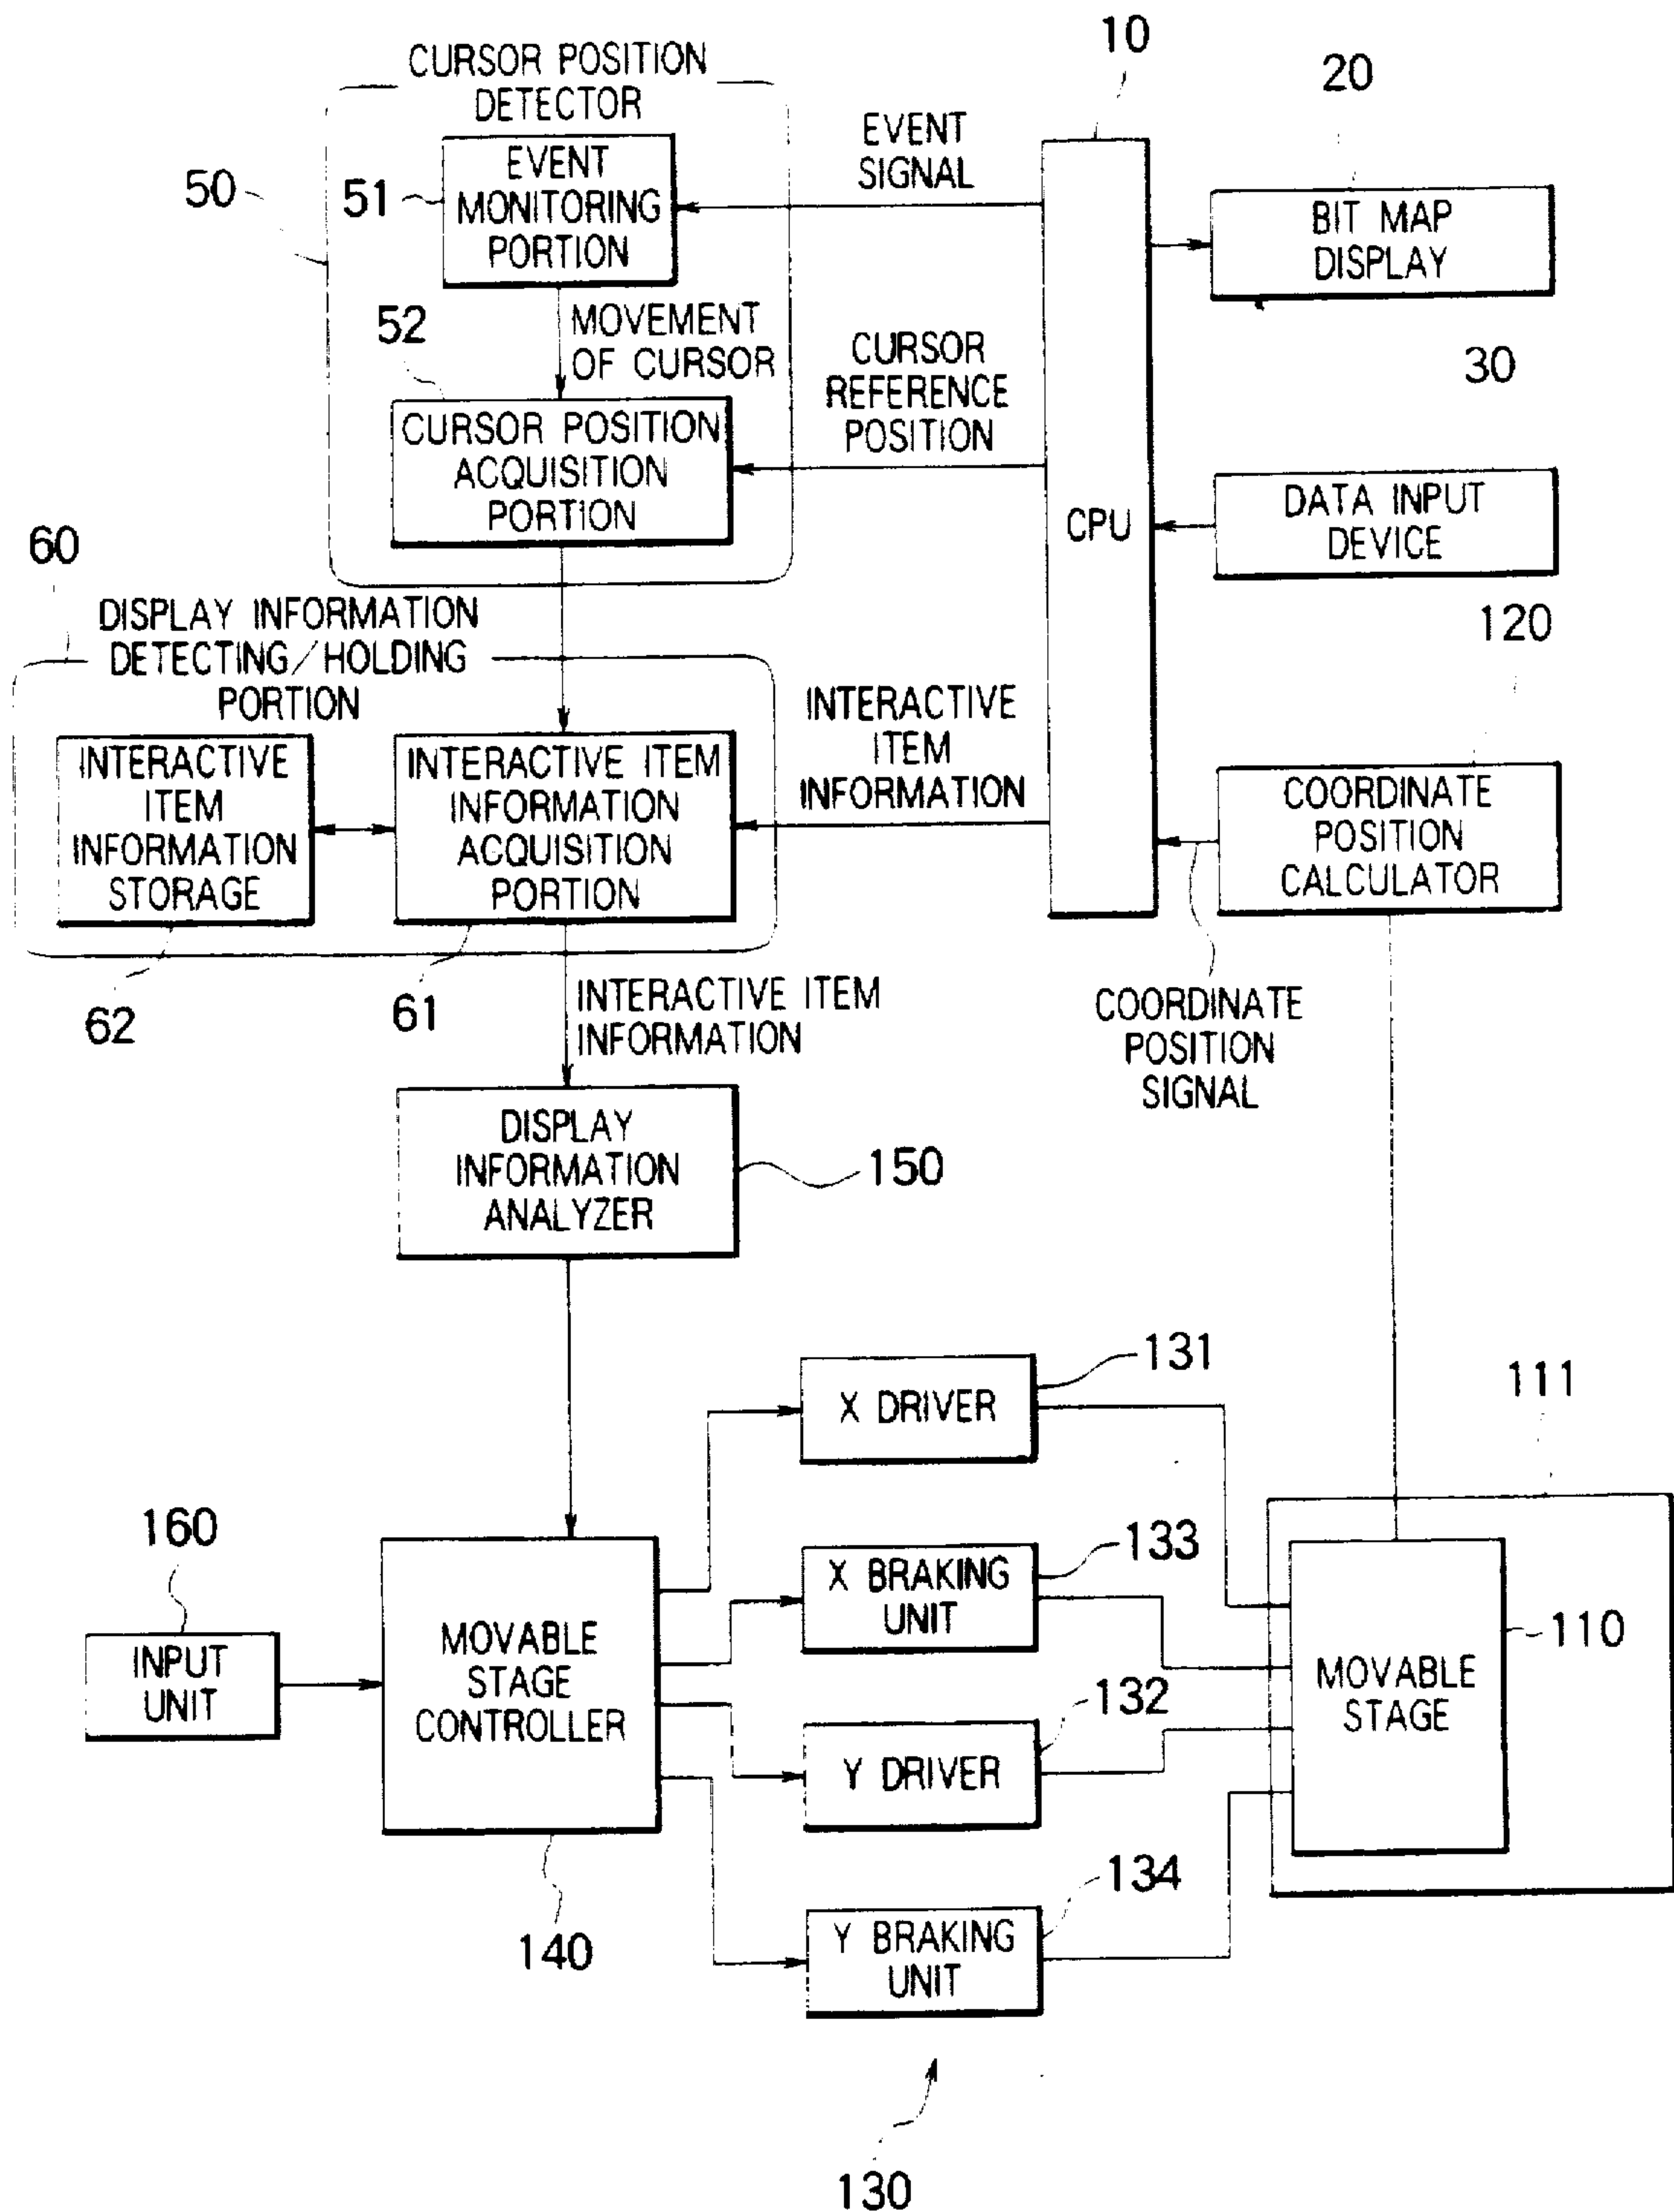 10
20
CURSOR POSITION
DETECTOR
EVENT
SIGNAL
50
51
EVENT
MONITORING
PORTION
BIT MAP
DISPLAY
52
MOVEMENT
OF CURSOR
CURSOR
REFERENCE
POSITION
30
CURSOR POSITION
ACQUISITION
PORTION
CPU
DATA INPUT
DEVICE
60
DISPLAY INFORMATION
DETECTING/HOLDING
PORTION
120
INTERACTIVE
ITEM
INFORMATION
INTERACTIVE
ITEM
INFORMATION
STORAGE
INTERACTIVE ITEM
INFORMATION
ACQUISITION
PORTION
COORDINATE
POSITION
CALCULATOR
62
61
INTERACTIVE ITEM
INFORMATION
COORDINATE
POSITION
SIGNAL
DISPLAY
INFORMATION
ANALYZER
150
131
X DRIVER
111
160
133
X BRAKING
UNIT
INPUT
UNIT
MOVABLE
STAGE
CONTROLLER
110
MOVABLE
STAGE
132
Y DRIVER
134
140
Y BRAKING
UNIT
130